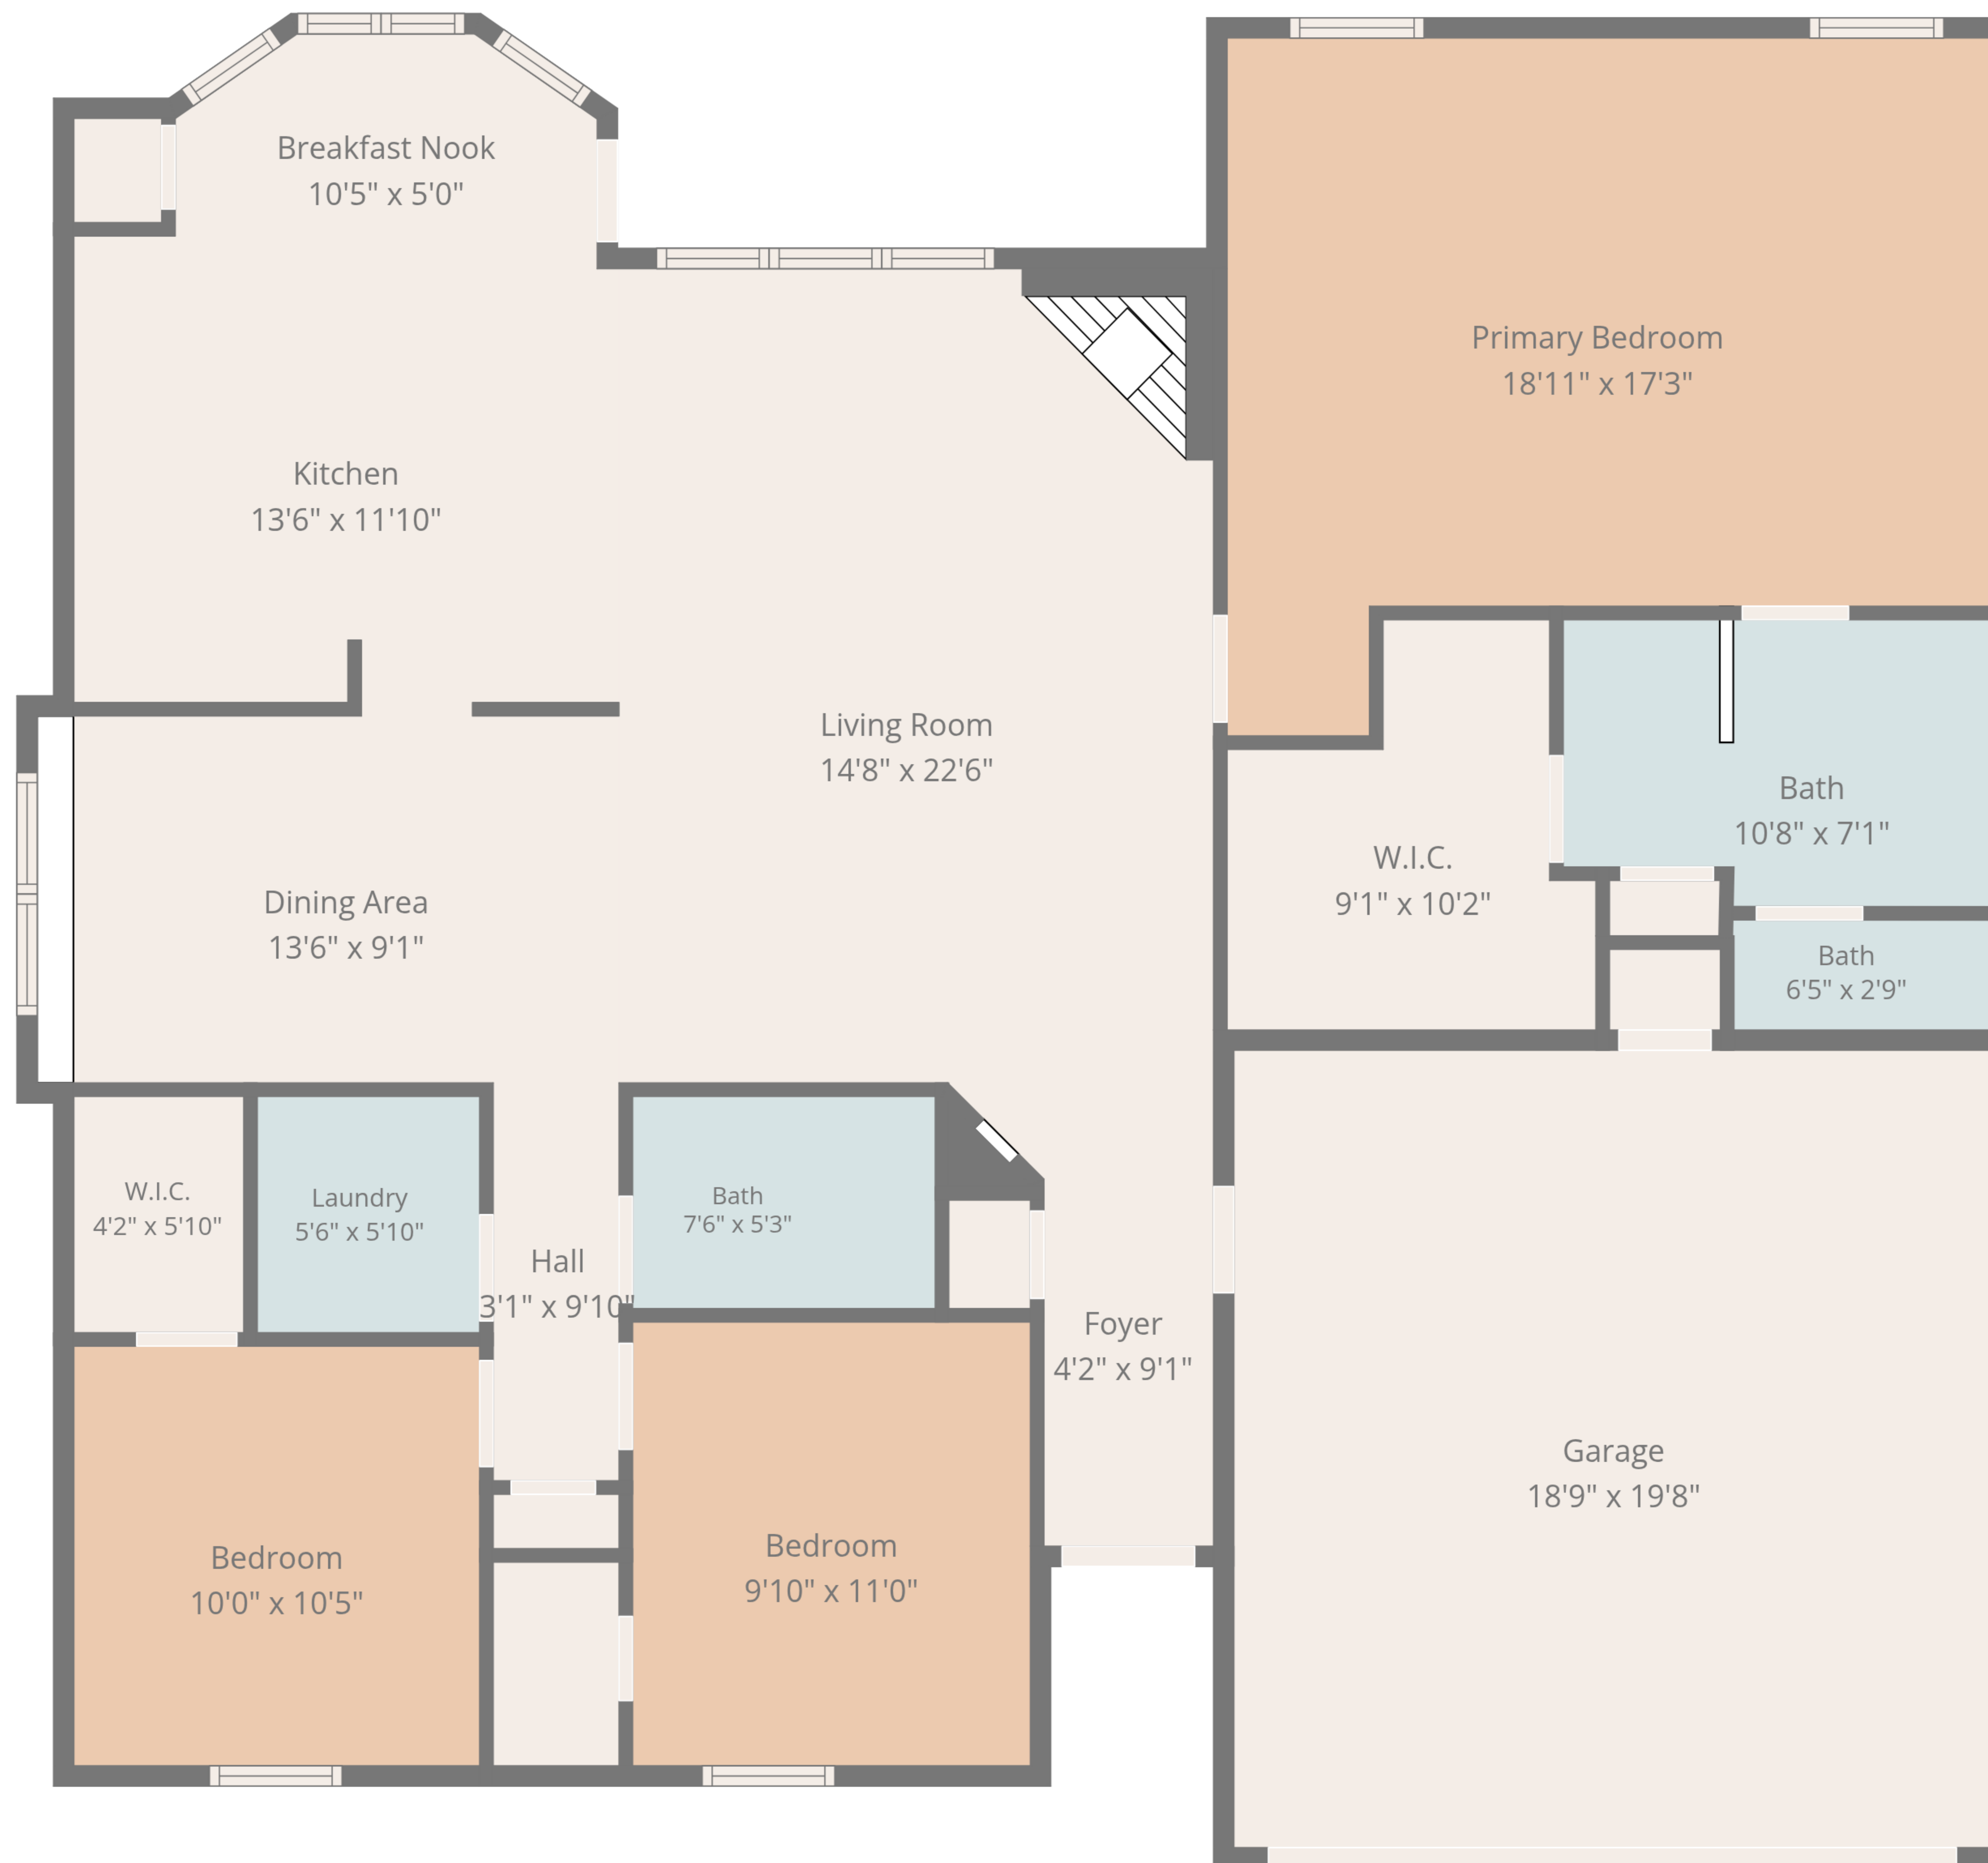 Breakfast Nook
10'5" x 5'0"
Primary Bedroom
18'11" x 17'3"
Kitchen
13'6" x 11'10"
Living Room
14'8" x 22'6"
Bath
10'8" x 7'1"
W.I.C.
9'1" x 10'2"
Dining Area
13'6" x 9'1"
Bath
6'5" x 2'9"
W.I.C.
4'2" x 5'10"
Laundry
5'6" x 5'10"
Bath
7'6" x 5'3"
Hall
3'1" x 9'10"
Foyer
4'2" x 9'1"
Garage
18'9" x 19'8"
Bedroom
10'0" x 10'5"
Bedroom
9'10" x 11'0"